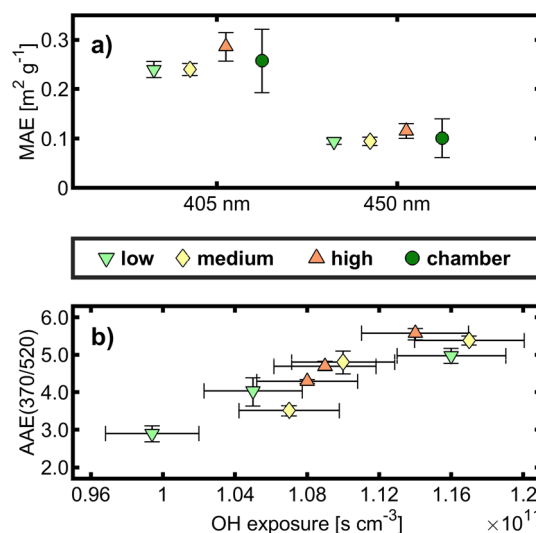 a)
MAE [m² g⁻¹]
0.3
0.2
0.1
0
405 nm 450 nm
low medium high chamber
b)
AAE(370/520)
6.0
5.0
4.0
3.0
2.0
0.96 1 1.04 1.08 1.12 1.16 1.2
OH exposure [s cm⁻³] ×10¹¹